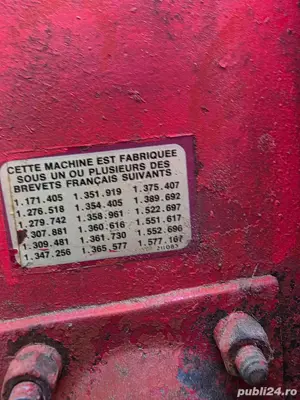 CETTE MACHINE EST FABRIQUEE
SOUS UN OU PLUSIEURS DES
BREVETS FRANÇAIS SUIVANTS
1.171.405 1.351.919 1.375.407
1.276.518 1.354.405 1.389.692
1.279.742 1.358.961 1.522.697
1.307.881 1.360.616 1.551.617
1.309.481 1.361.730 1.552.696
1.347.256 1.365.577 1.577.167
publi24.ro